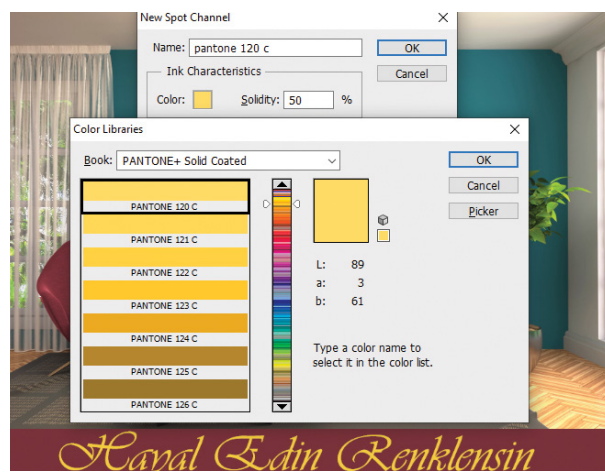 New Spot Channel
Name: pantone 120 c
OK
Ink Characteristics
Cancel
Color: Solidity: 50 %
Color Libraries
Book: PANTONE+ Solid Coated
OK
Cancel
Picker
PANTONE 120 C
PANTONE 121 C
PANTONE 122 C
PANTONE 123 C
PANTONE 124 C
PANTONE 125 C
PANTONE 126 C
L: 89
a: 3
b: 61
Type a color name to
select it in the color list.
Hayal Edin Renklensin